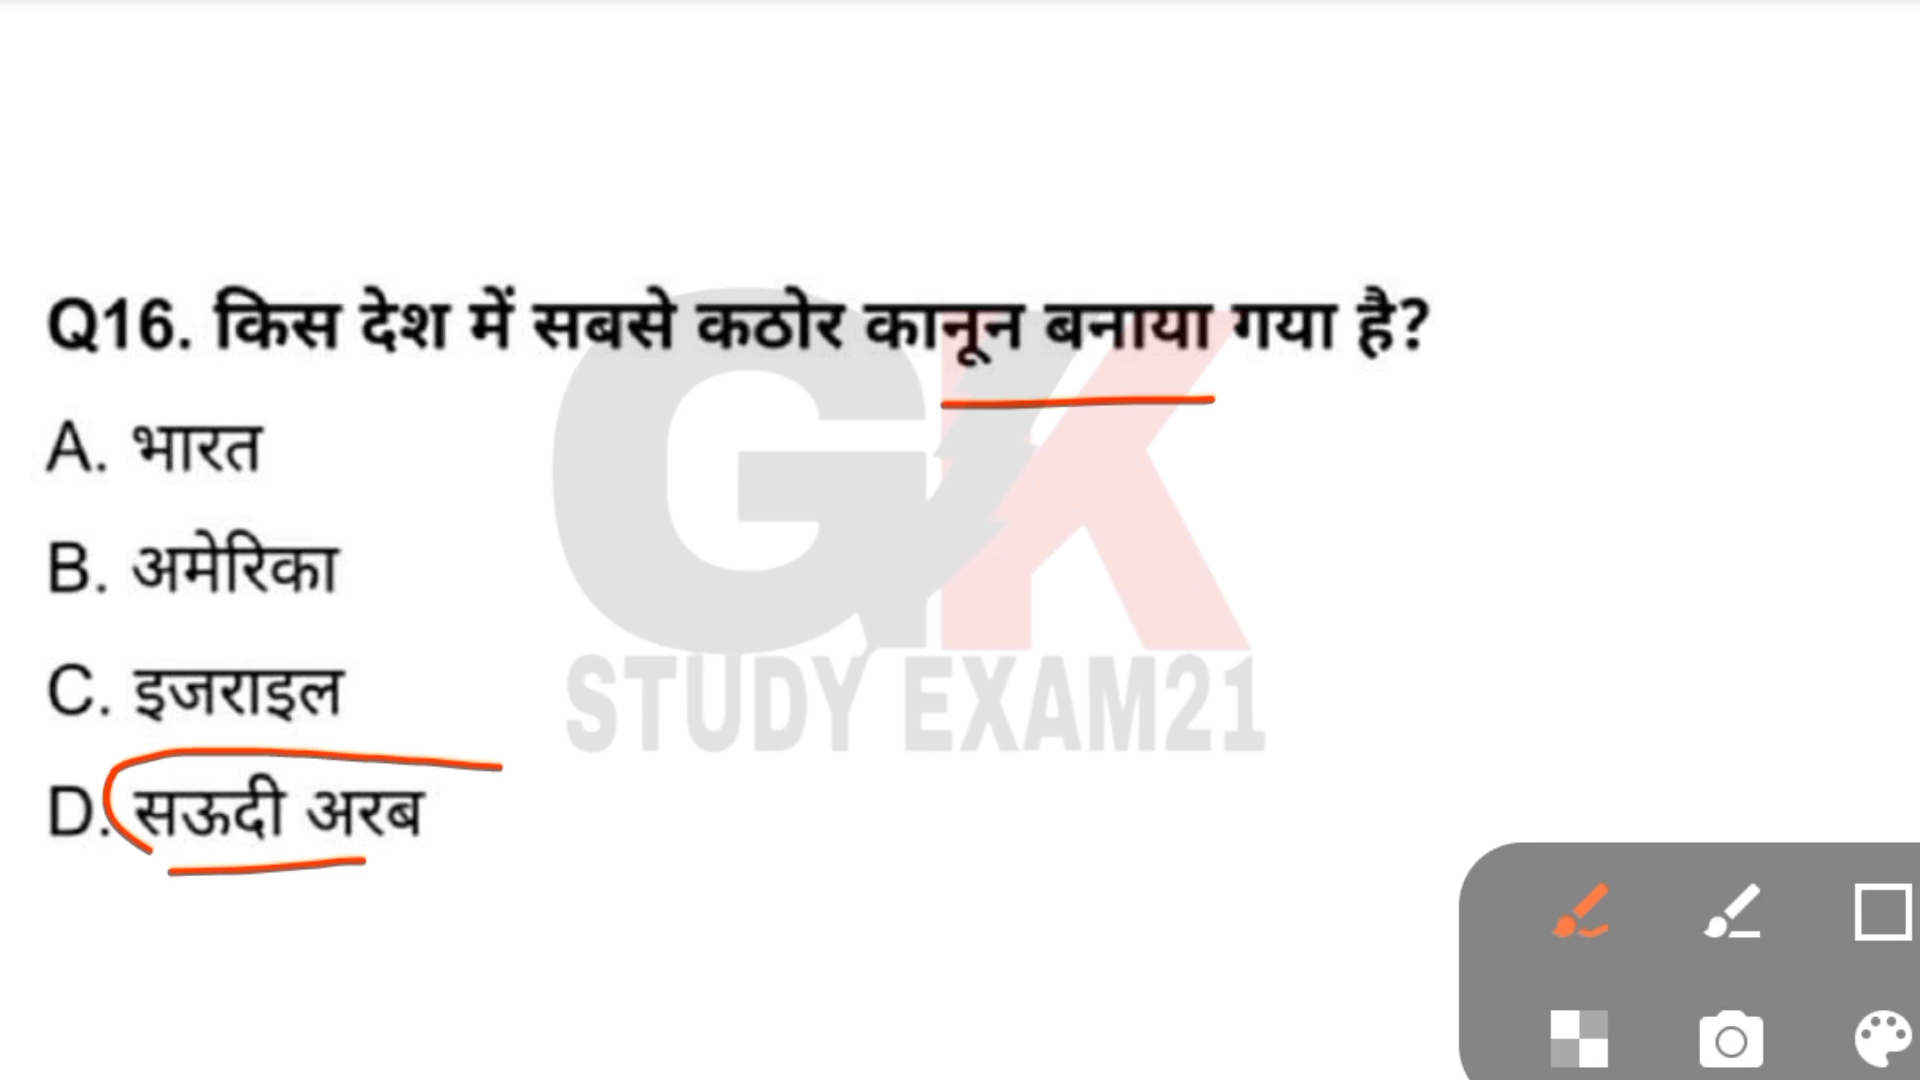 Q16. किस देश में सबसे कठोर कानून बनाया गया है?
A. भारत
B. अमेरिका
C. इजराइल
D. सऊदी अरब
GK
STUDY EXAM21